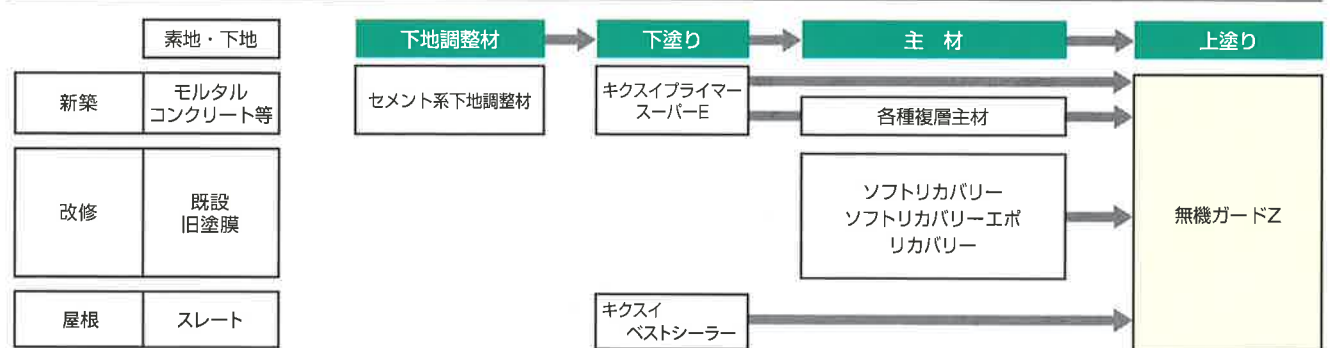 素地・下地
下地調整材
下塗り
主 材
上塗り
新築
モルタル
コンクリート等
セメント系下地調整材
キクスイプライマー
スーパーE
各種複層主材
改修
既設
旧塗膜
ソフトリカバリー
ソフトリカバリーエポ
リカバリー
無機ガードZ
屋根
スレート
キクスイ
ベストシーラー